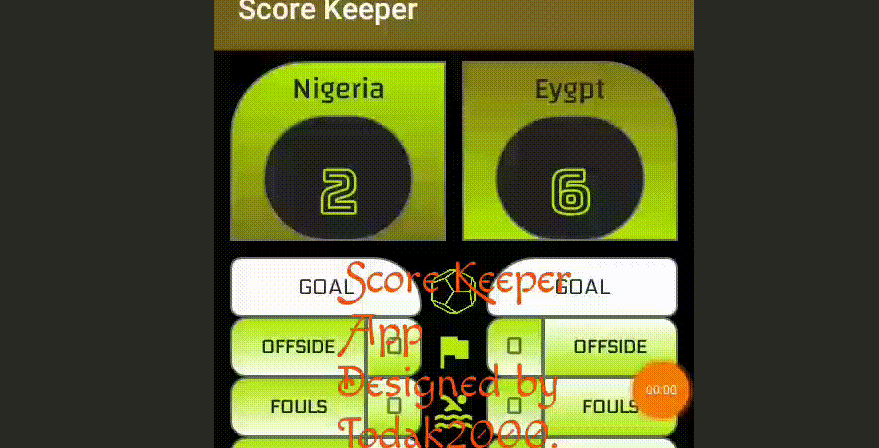 Score Keeper
Nigeria Eygpt
2 6
GOAL GOAL
Score Keeper
App
OFFSIDE 0 0 OFFSIDE
Designed by
00:00
FOULS 0 0 FOULS
Todak2000.